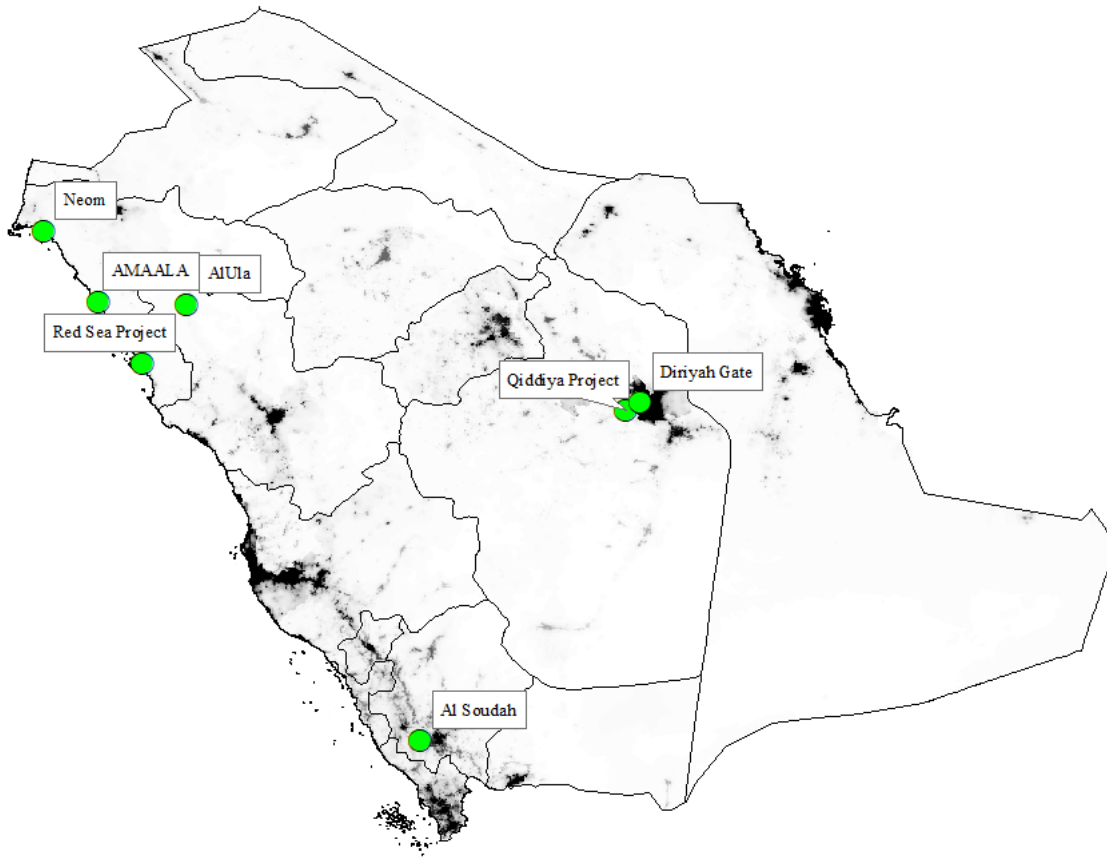 Neom
AMAALA
AlUla
Red Sea Project
Qiddiya Project
Diriyah Gate
Al Soudah